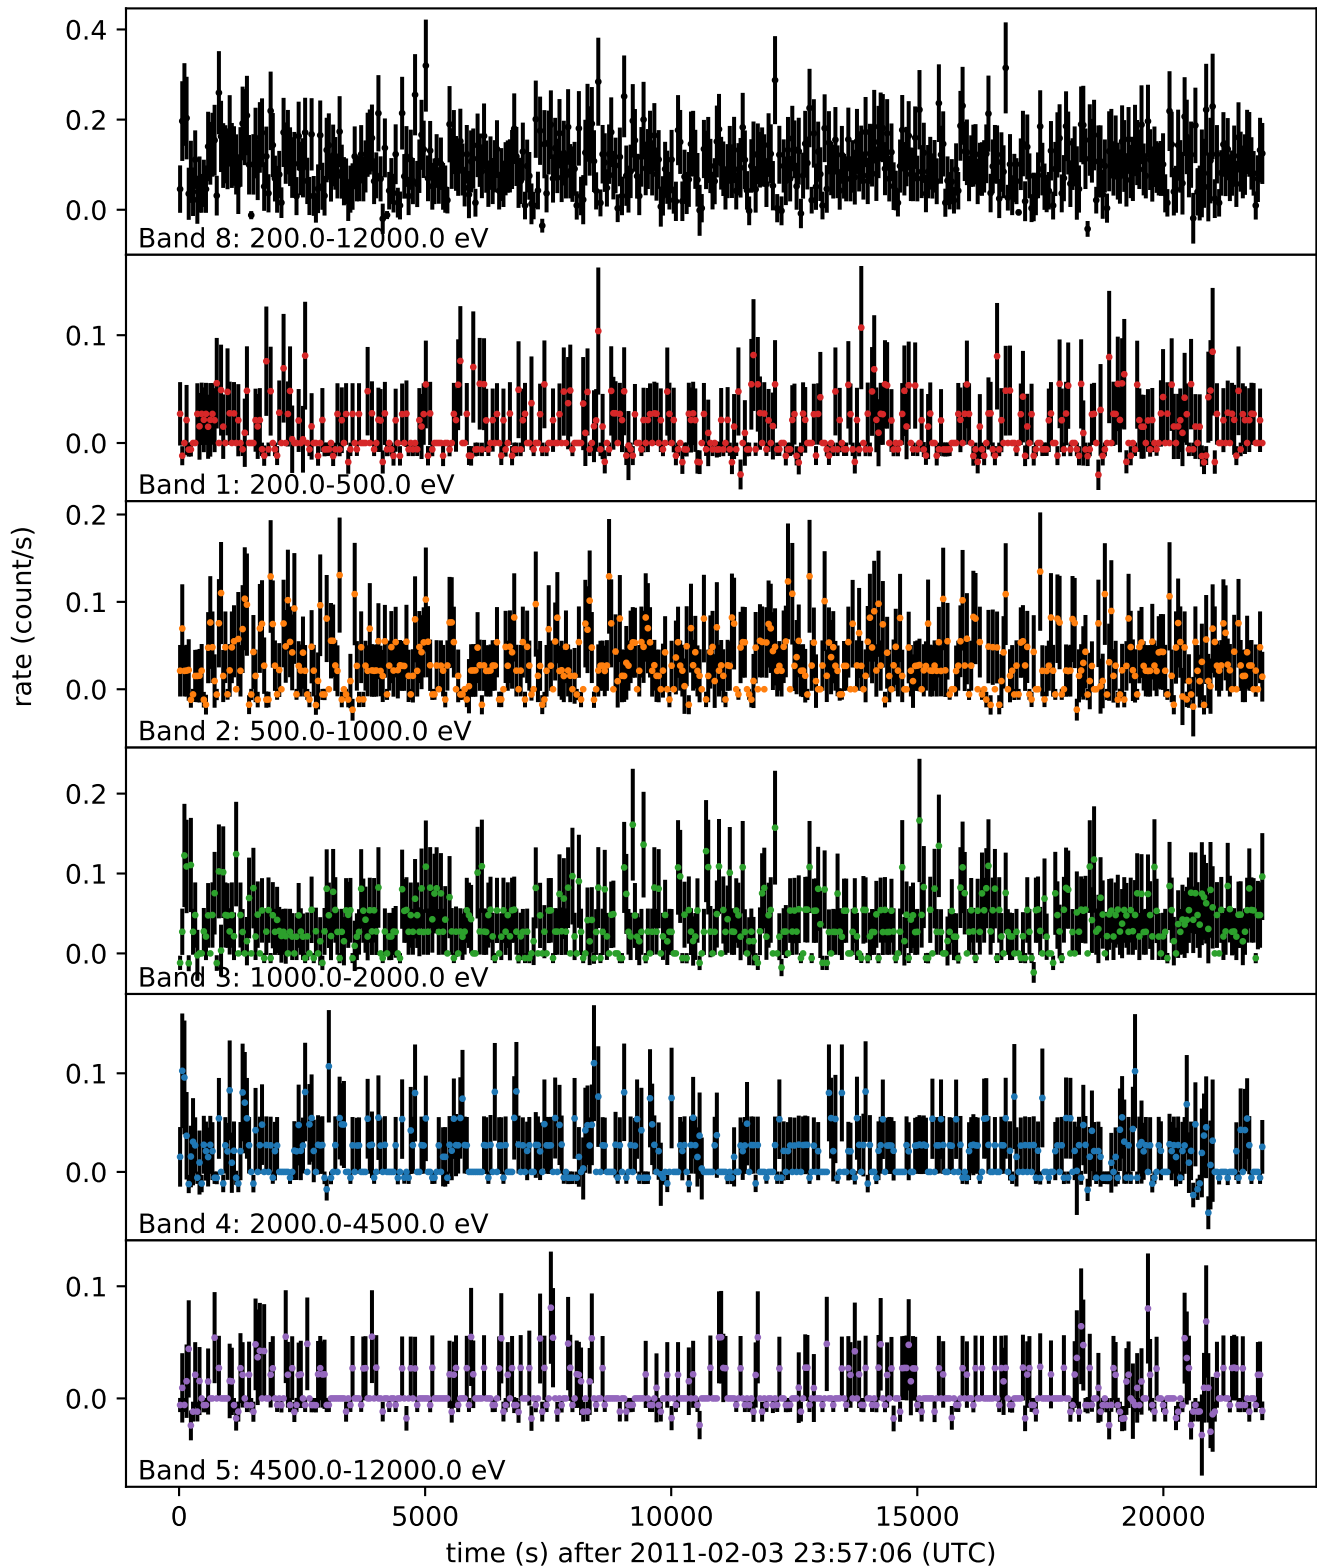 0.4
0.2
0.0
Band 8: 200.0-12000.0 eV
0.1
0.0
Band 1: 200.0-500.0 eV
rate (count/s)
0.2
0.1
0.0
Band 2: 500.0-1000.0 eV
0.2
0.1
0.0
Band 3: 1000.0-2000.0 eV
0.1
0.0
Band 4: 2000.0-4500.0 eV
0.1
0.0
Band 5: 4500.0-12000.0 eV
0 5000 10000 15000 20000
time (s) after 2011-02-03 23:57:06 (UTC)